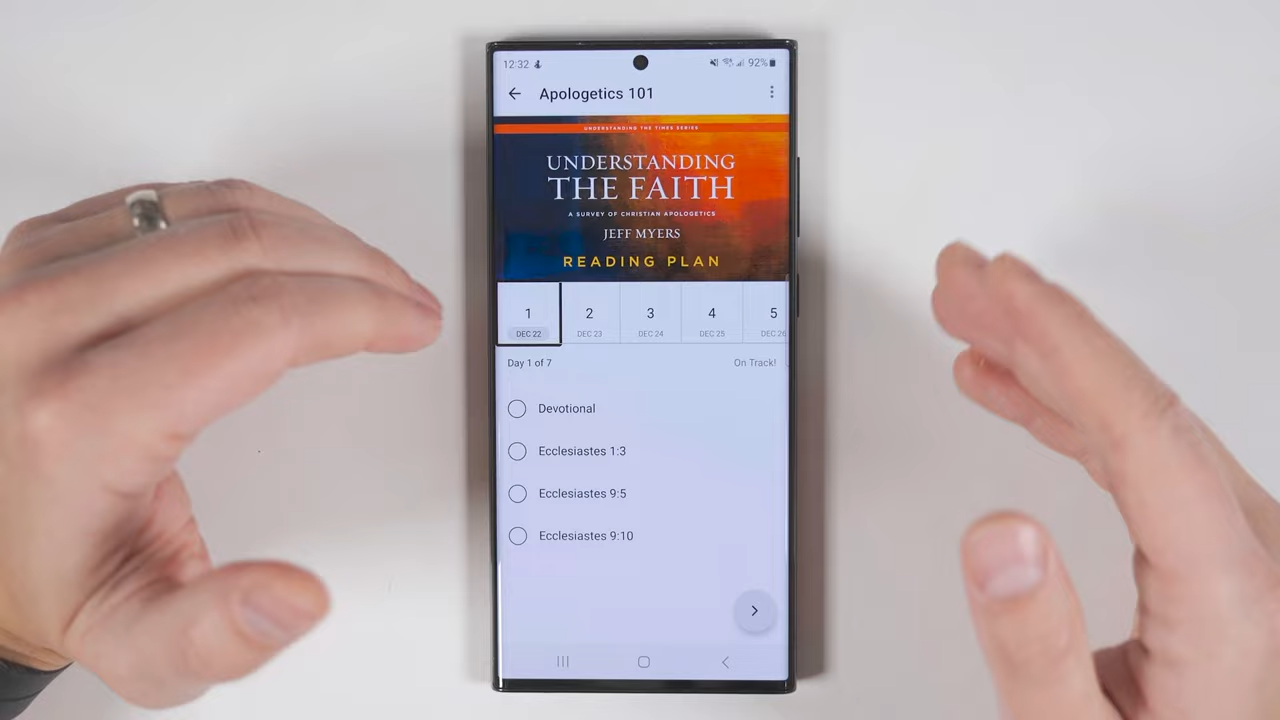 12:32 92%
Apologetics 101
UNDERSTANDING THE TIMES SERIES
UNDERSTANDING
THE FAITH
A SURVEY OF CHRISTIAN APOLOGETICS
JEFF MYERS
READING PLAN
1 2 3 4 5
DEC 22 DEC 23 DEC 24 DEC 25 DEC 26
Day 1 of 7 On Track!
Devotional
Ecclesiastes 1:3
Ecclesiastes 9:5
Ecclesiastes 9:10